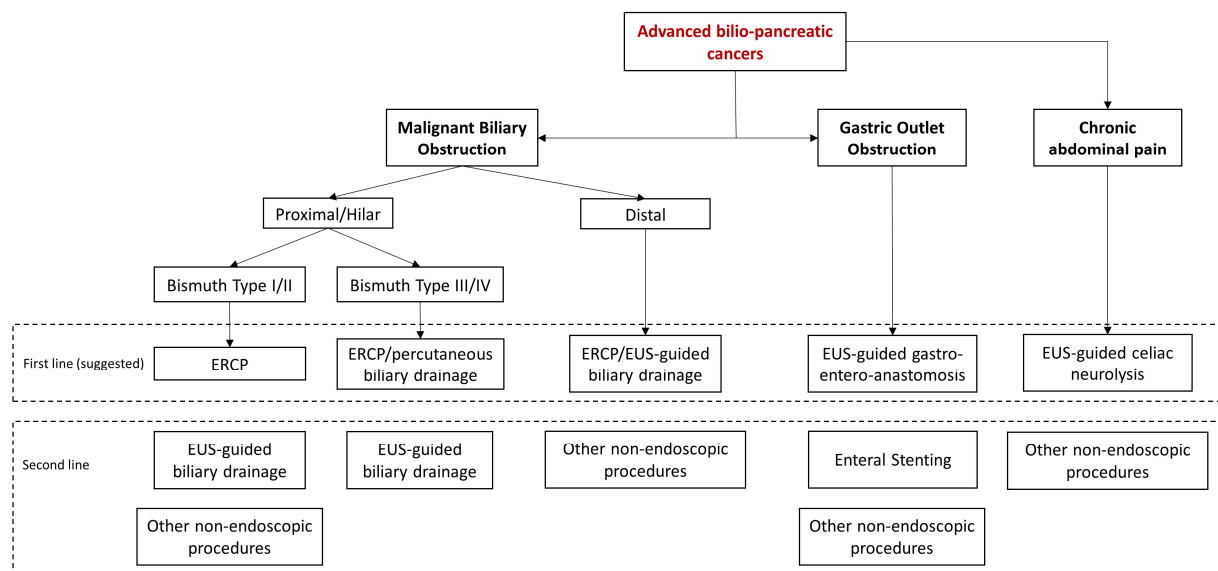 Advanced bilio-pancreatic
cancers
Malignant Biliary
Obstruction
Gastric Outlet
Obstruction
Chronic
abdominal pain
Proximal/Hilar
Distal
Bismuth Type I/II
Bismuth Type III/IV
First line (suggested)
ERCP
ERCP/percutaneous
biliary drainage
ERCP/EUS-guided
biliary drainage
EUS-guided gastro-
entero-anastomosis
EUS-guided celiac
neurolysis
Second line
EUS-guided
biliary drainage
EUS-guided
biliary drainage
Other non-endoscopic
procedures
Enteral Stenting
Other non-endoscopic
procedures
Other non-endoscopic
procedures
Other non-endoscopic
procedures